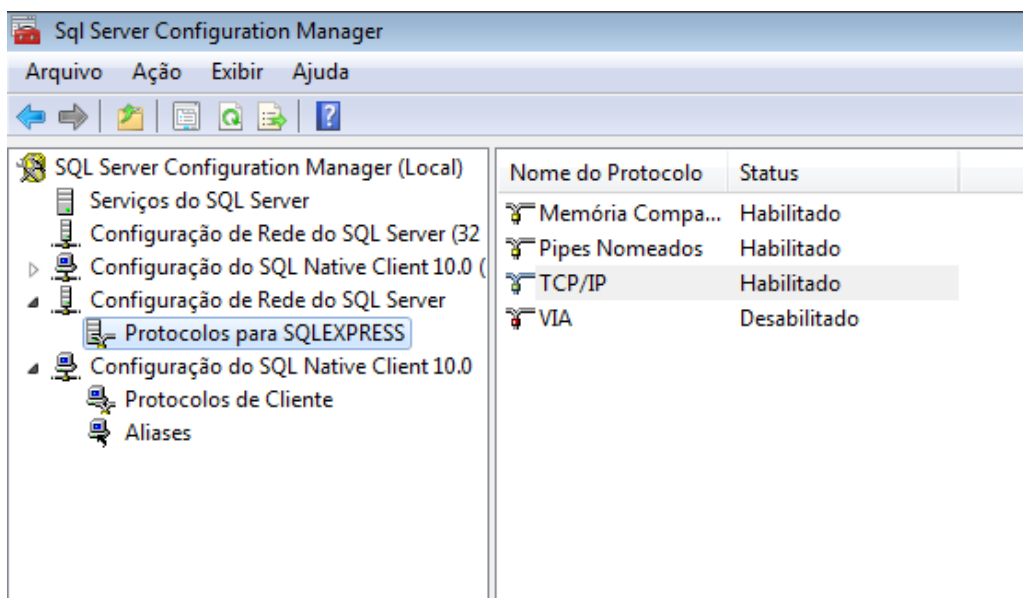 Sql Server Configuration Manager
Arquivo Ação Exibir Ajuda
SQL Server Configuration Manager (Local)
Serviços do SQL Server
Configuração de Rede do SQL Server (32
Configuração do SQL Native Client 10.0 (
Configuração de Rede do SQL Server
Protocolos para SQLEXPRESS
Configuração do SQL Native Client 10.0
Protocolos de Cliente
Aliases
Nome do Protocolo Status
Memória Compa... Habilitado
Pipes Nomeados Habilitado
TCP/IP Habilitado
VIA Desabilitado